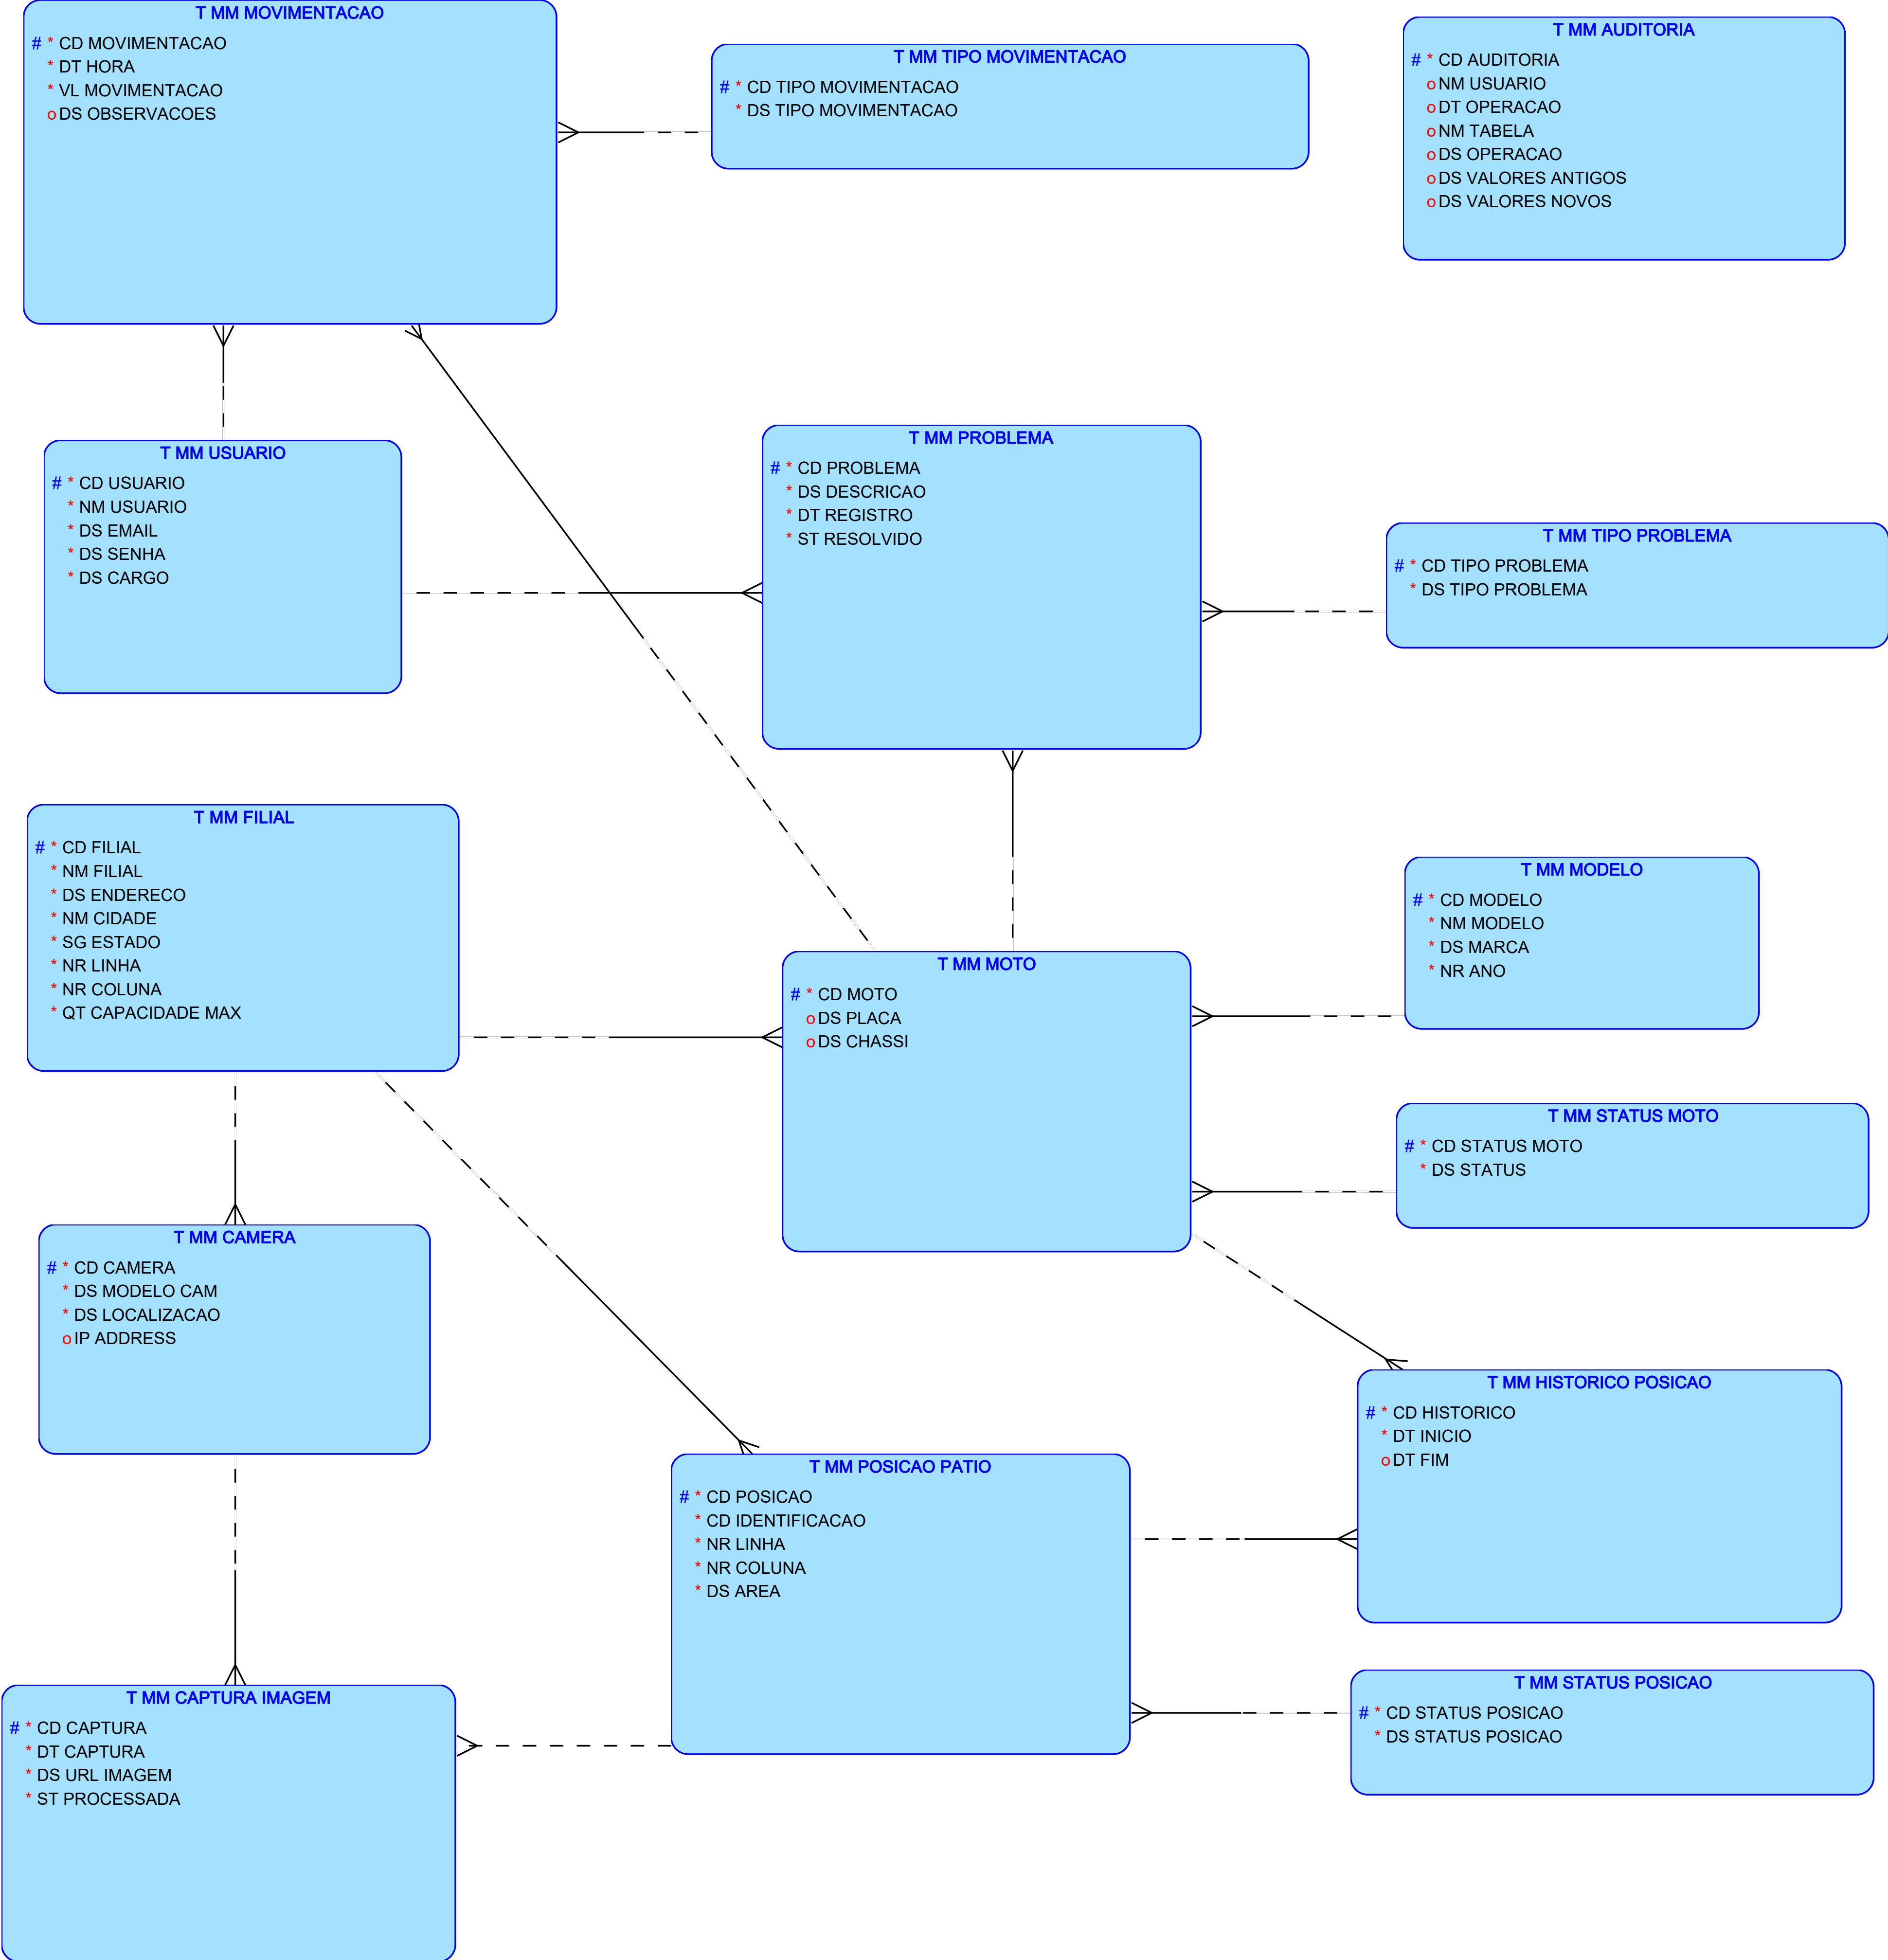 T MM MOVIMENTACAO
# * CD MOVIMENTACAO
* DT HORA
* VL MOVIMENTACAO
o DS OBSERVACOES
T MM TIPO MOVIMENTACAO
# * CD TIPO MOVIMENTACAO
* DS TIPO MOVIMENTACAO
T MM AUDITORIA
# * CD AUDITORIA
o NM USUARIO
o DT OPERACAO
o NM TABELA
o DS OPERACAO
o DS VALORES ANTIGOS
o DS VALORES NOVOS
T MM USUARIO
# * CD USUARIO
* NM USUARIO
* DS EMAIL
* DS SENHA
* DS CARGO
T MM PROBLEMA
# * CD PROBLEMA
* DS DESCRICAO
* DT REGISTRO
* ST RESOLVIDO
T MM TIPO PROBLEMA
# * CD TIPO PROBLEMA
* DS TIPO PROBLEMA
T MM FILIAL
# * CD FILIAL
* NM FILIAL
* DS ENDERECO
* NM CIDADE
* SG ESTADO
* NR LINHA
* NR COLUNA
* QT CAPACIDADE MAX
T MM MOTO
# * CD MOTO
o DS PLACA
o DS CHASSI
T MM MODELO
# * CD MODELO
* NM MODELO
* DS MARCA
* NR ANO
T MM STATUS MOTO
# * CD STATUS MOTO
* DS STATUS
T MM CAMERA
# * CD CAMERA
* DS MODELO CAM
* DS LOCALIZACAO
o IP ADDRESS
T MM HISTORICO POSICAO
# * CD HISTORICO
* DT INICIO
o DT FIM
T MM POSICAO PATIO
# * CD POSICAO
* CD IDENTIFICACAO
* NR LINHA
* NR COLUNA
* DS AREA
T MM CAPTURA IMAGEM
# * CD CAPTURA
* DT CAPTURA
* DS URL IMAGEM
* ST PROCESSADA
T MM STATUS POSICAO
# * CD STATUS POSICAO
* DS STATUS POSICAO